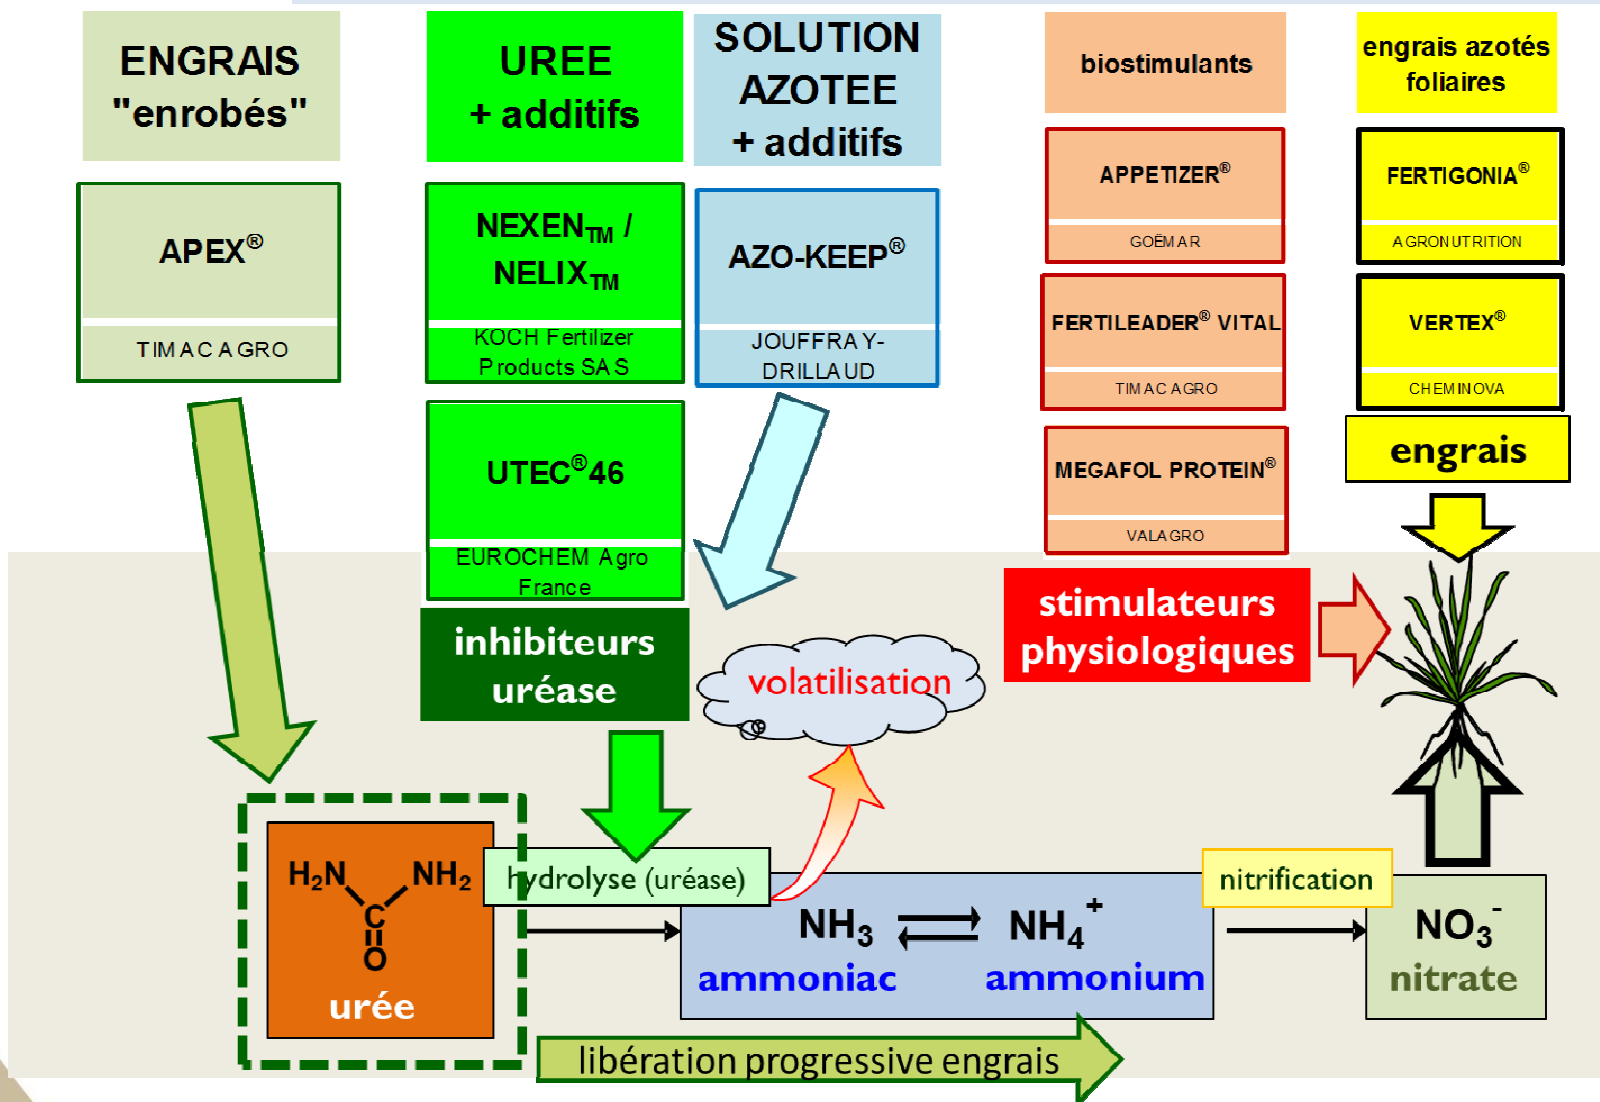 ENGRAIS
"enrobés"
APEX®
TIMAC AGRO
UREE
+ additifs
NEXEN™ /
NELIX™
KOCH Fertilizer
Products SAS
UTEC®46
EUROCHEM Agro
France
inhibiteurs
uréase
SOLUTION
AZOTEE
+ additifs
AZO-KEEP®
JOUFFRAY-
DRILLAUD
biostimulants
APPETIZER®
GOËMAR
FERTILEADER® VITAL
TIMAC AGRO
MEGAFOL PROTEIN®
VALAGRO
stimulateurs
physiologiques
engrais azotés
foliaires
FERTIGONIA®
AGRONUTRITION
VERTEX®
CHEMINOVA
engrais
volatilisation
H₂N NH₂
C
O
urée
hydrolyse (uréase)
NH₃ NH₄⁺
ammoniac ammonium
nitrification
NO₃⁻
nitrate
libération progressive engrais